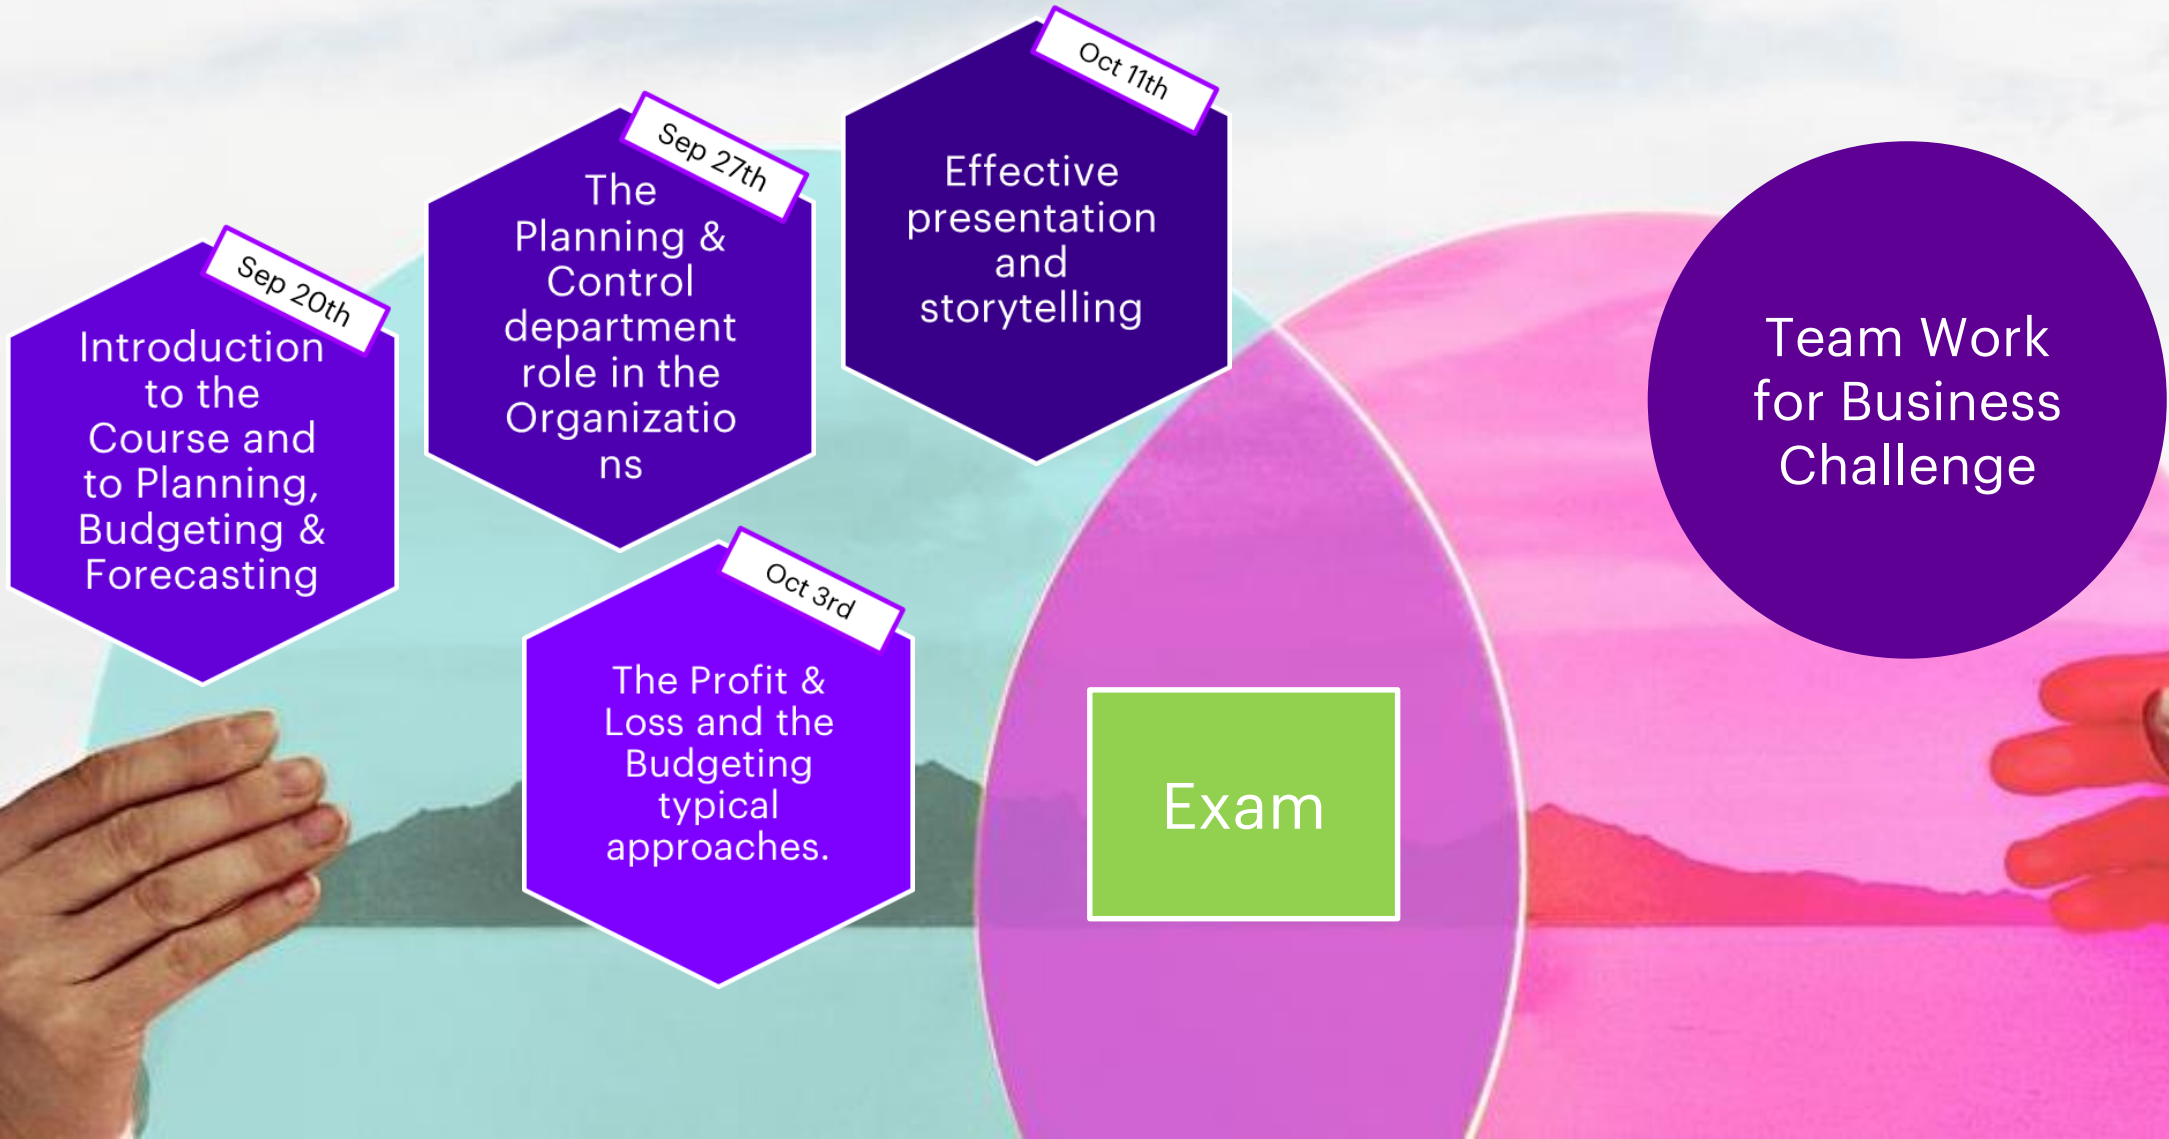 Sep 20th
Introduction
to the
Course and
to Planning,
Budgeting &
Forecasting
Sep 27th
The
Planning &
Control
department
role in the
Organizatio
ns
Oct 3rd
The Profit &
Loss and the
Budgeting
typical
approaches.
Oct 11th
Effective
presentation
and
storytelling
Exam
Team Work
for Business
Challenge